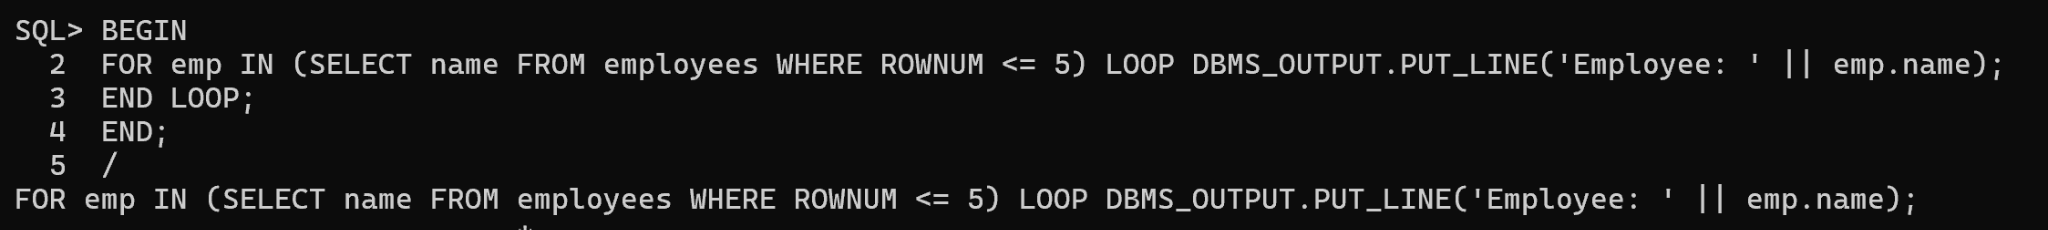 SQL> BEGIN
  2  FOR emp IN (SELECT name FROM employees WHERE ROWNUM <= 5) LOOP DBMS_OUTPUT.PUT_LINE('Employee: ' || emp.name);
  3  END LOOP;
  4  END;
  5  /
FOR emp IN (SELECT name FROM employees WHERE ROWNUM <= 5) LOOP DBMS_OUTPUT.PUT_LINE('Employee: ' || emp.name);
                             *